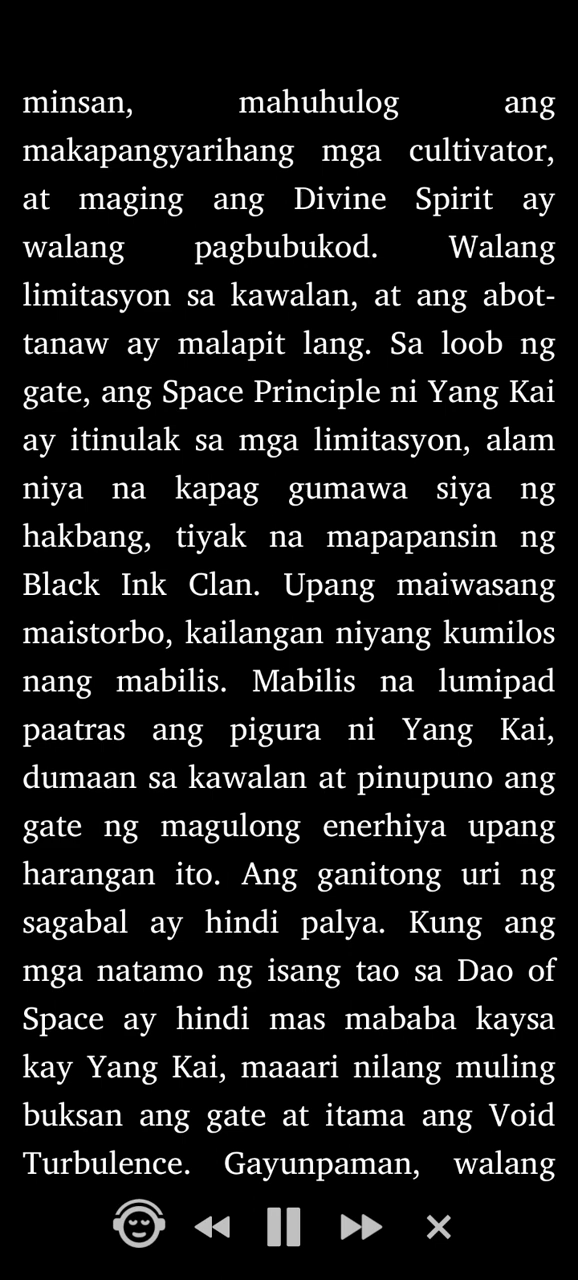 minsan, mahuhulog ang
makapangyarihang mga cultivator,
at maging ang Divine Spirit ay
walang pagbubukod. Walang
limitasyon sa kawalan, at ang abot-
tanaw ay malapit lang. Sa loob ng
gate, ang Space Principle ni Yang Kai
ay itinulak sa mga limitasyon, alam
niya na kapag gumawa siya ng
hakbang, tiyak na mapapansin ng
Black Ink Clan. Upang maiwasang
maistorbo, kailangan niyang kumilos
nang mabilis. Mabilis na lumipad
paatras ang pigura ni Yang Kai,
dumaan sa kawalan at pinupuno ang
gate ng magulong enerhiya upang
harangan ito. Ang ganitong uri ng
sagabal ay hindi palya. Kung ang
mga natamo ng isang tao sa Dao of
Space ay hindi mas mababa kaysa
kay Yang Kai, maaari nilang muling
buksan ang gate at itama ang Void
Turbulence. Gayunpaman, walang